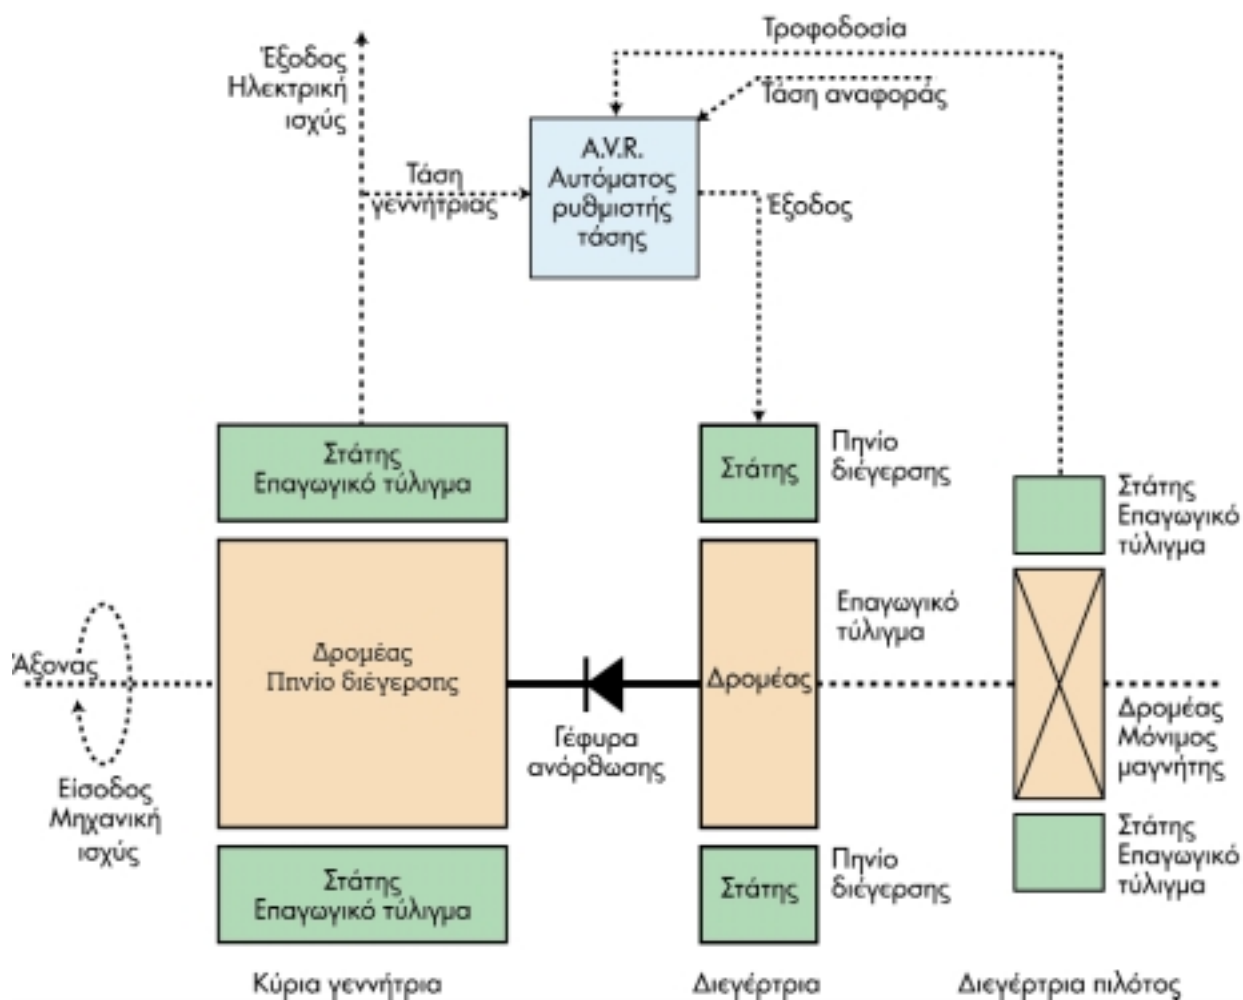 Τροφοδοσία
Έξοδος
Ηλεκτρική
ισχύς
Τάση αναφοράς
A.V.R.
Αυτόματος
ρυθμιστής
τάσης
Τάση
γεννήτριας
Έξοδος
Στάτης
Επαγωγικό τύλιγμα
Στάτης
Πηνίο
διέγερσης
Στάτης
Επαγωγικό
τύλιγμα
Άξονας
Δρομέας
Πηνίο διέγερσης
Γέφυρα
ανόρθωσης
Δρομέας
Επαγωγικό
τύλιγμα
Δρομέας
Μόνιμος
μαγνήτης
Είσοδος
Μηχανική
ισχύς
Στάτης
Επαγωγικό τύλιγμα
Στάτης
Πηνίο
διέγερσης
Στάτης
Επαγωγικό
τύλιγμα
Κύρια γεννήτρια
Διεγέρτρια
Διεγέρτρια πιλότος